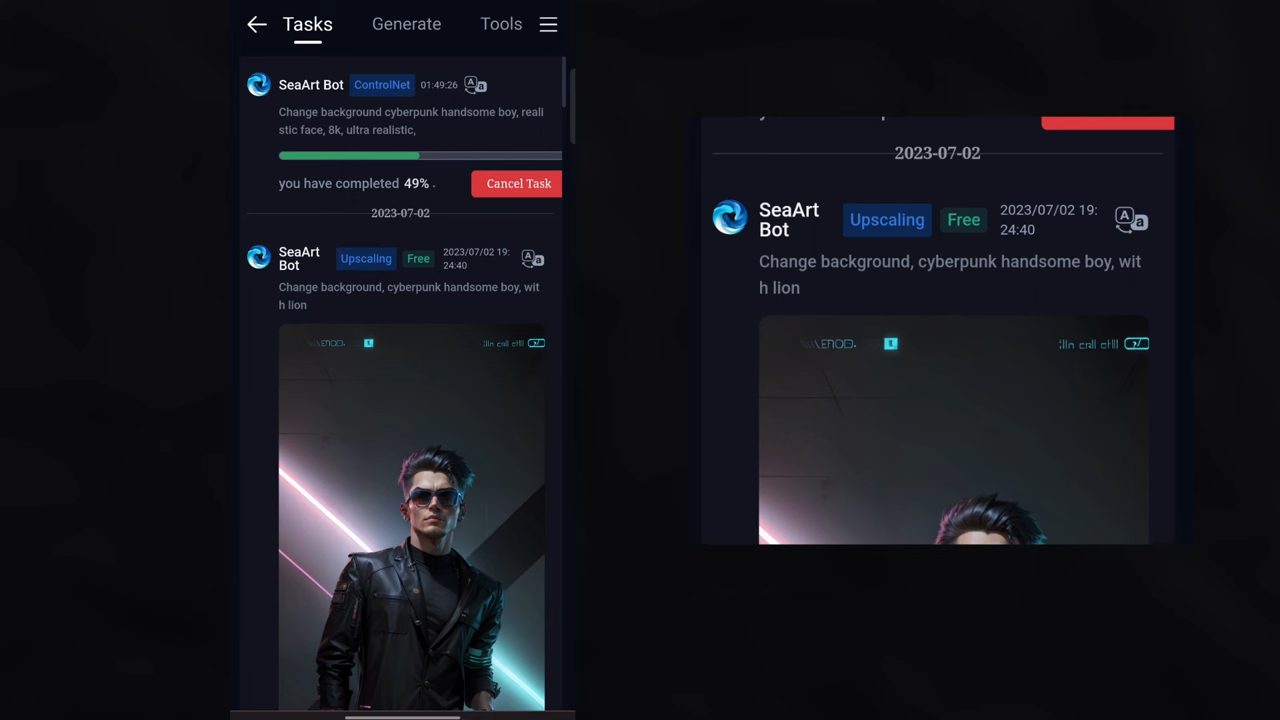 Tasks
Generate
Tools
SeaArt Bot
ControlNet
01:49:26
Change background cyberpunk handsome boy, reali
stic face, 8k, ultra realistic,
you have completed 49% .
Cancel Task
2023-07-02
SeaArt
Bot
Upscaling
Free
2023/07/02 19:
24:40
Change background, cyberpunk handsome boy, wit
h lion
2023-07-02
SeaArt
Bot
Upscaling
Free
2023/07/02 19:
24:40
Change background, cyberpunk handsome boy, wit
h lion